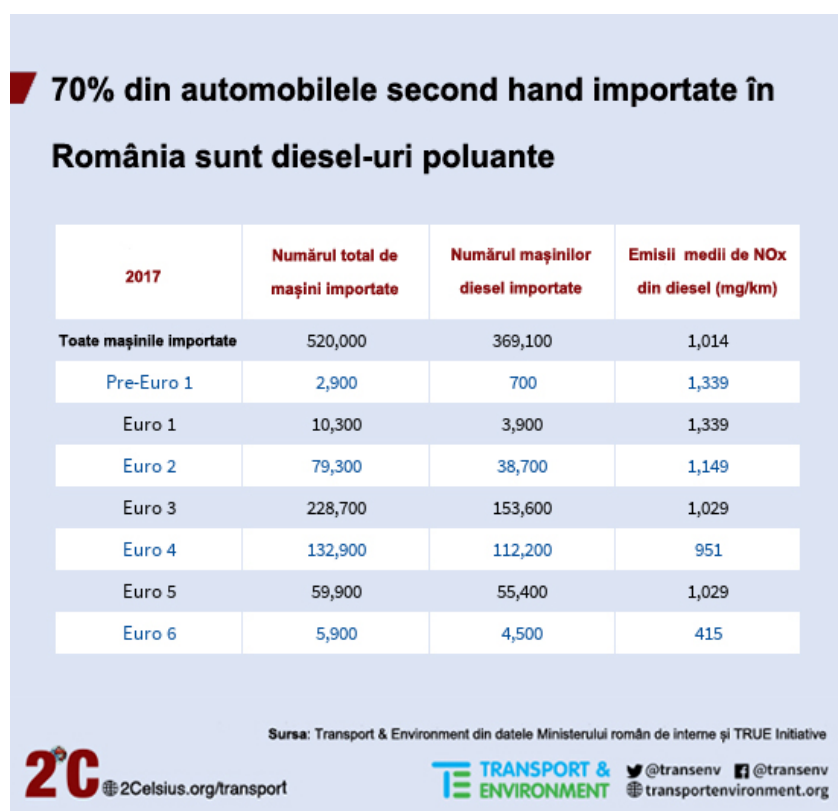 70% din automobilele second hand importate în
România sunt diesel-uri poluante
2017
Numărul total de
mașini importate
Numărul mașinilor
diesel importate
Emisii medii de NOx
din diesel (mg/km)
Toate mașinile importate 520,000 369,100 1,014
Pre-Euro 1 2,900 700 1,339
Euro 1 10,300 3,900 1,339
Euro 2 79,300 38,700 1,149
Euro 3 228,700 153,600 1,029
Euro 4 132,900 112,200 951
Euro 5 59,900 55,400 1,029
Euro 6 5,900 4,500 415
Sursa: Transport & Environment din datele Ministerului român de interne și TRUE Initiative
2°C 2Celsius.org/transport
TRANSPORT &
ENVIRONMENT
@transenv @transenv
transportenvironment.org